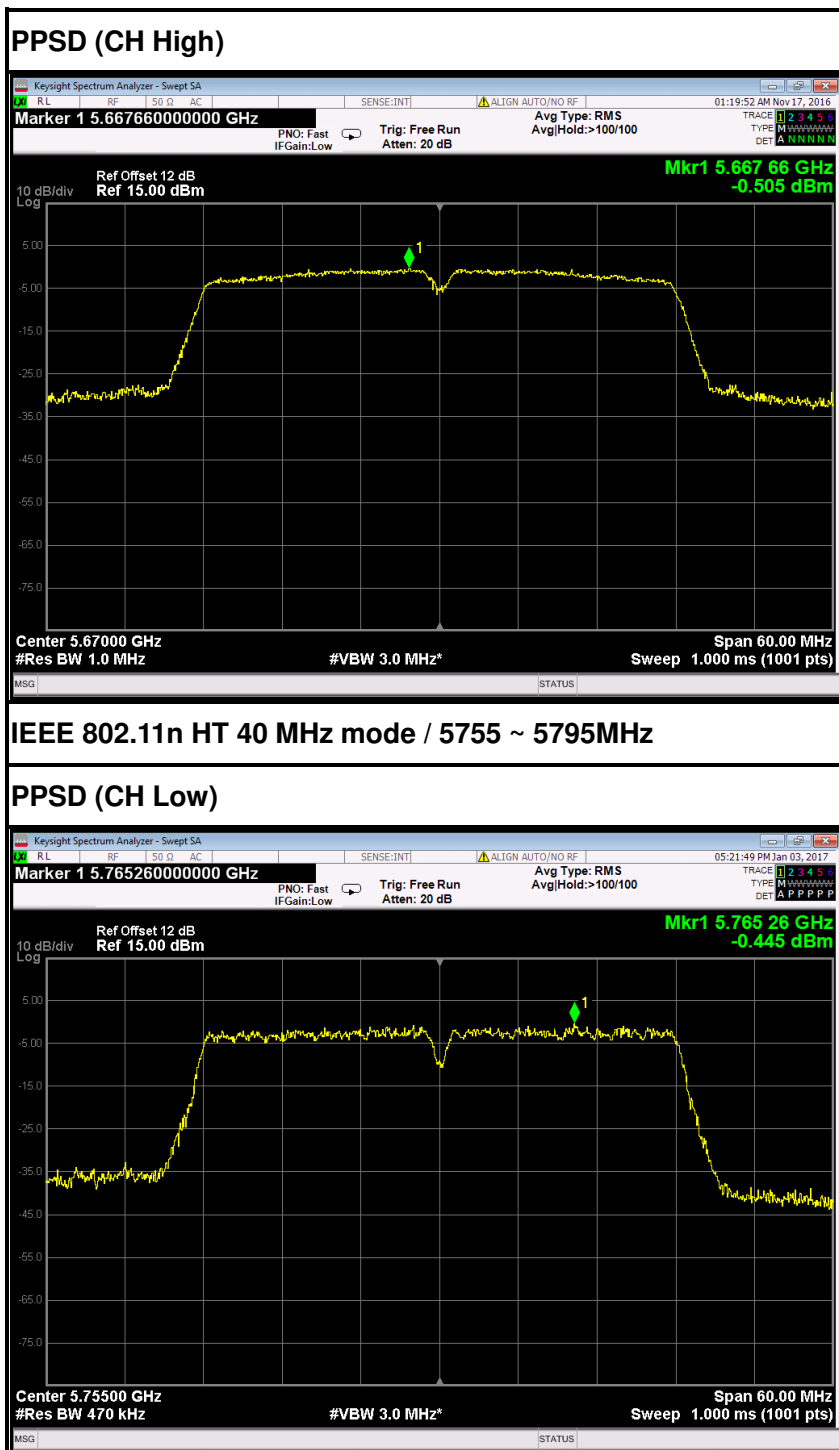 PPSD (CH High)
Keysight Spectrum Analyzer - Swept SA
LXI RL RF 50 Ω AC SENSE:INT ALIGN AUTO/NO RF 01:19:52 AM Nov 17, 2016
Marker 1 5.667660000000 GHz
PNO: Fast
IFGain:Low
Trig: Free Run
Atten: 20 dB
Avg Type: RMS
Avg|Hold:>100/100
TRACE 1 2 3 4 5 6
TYPE M WWWWW
DET A N N N N N
Mkr1 5.667 66 GHz
-0.505 dBm
Ref Offset 12 dB
10 dB/div Ref 15.00 dBm
Log
1
5.00
-5.00
-15.0
-25.0
-35.0
-45.0
-55.0
-65.0
-75.0
Center 5.67000 GHz Span 60.00 MHz
#Res BW 1.0 MHz #VBW 3.0 MHz* Sweep 1.000 ms (1001 pts)
MSG STATUS
IEEE 802.11n HT 40 MHz mode / 5755 ~ 5795MHz
PPSD (CH Low)
Keysight Spectrum Analyzer - Swept SA
LXI RL RF 50 Ω AC SENSE:INT ALIGN AUTO/NO RF 05:21:49 PM Jan 03, 2017
Marker 1 5.765260000000 GHz
PNO: Fast
IFGain:Low
Trig: Free Run
Atten: 20 dB
Avg Type: RMS
Avg|Hold:>100/100
TRACE 1 2 3 4 5 6
TYPE M WWWWW
DET A P P P P P
Mkr1 5.765 26 GHz
-0.445 dBm
Ref Offset 12 dB
10 dB/div Ref 15.00 dBm
Log
1
5.00
-5.00
-15.0
-25.0
-35.0
-45.0
-55.0
-65.0
-75.0
Center 5.75500 GHz Span 60.00 MHz
#Res BW 470 kHz #VBW 3.0 MHz* Sweep 1.000 ms (1001 pts)
MSG STATUS